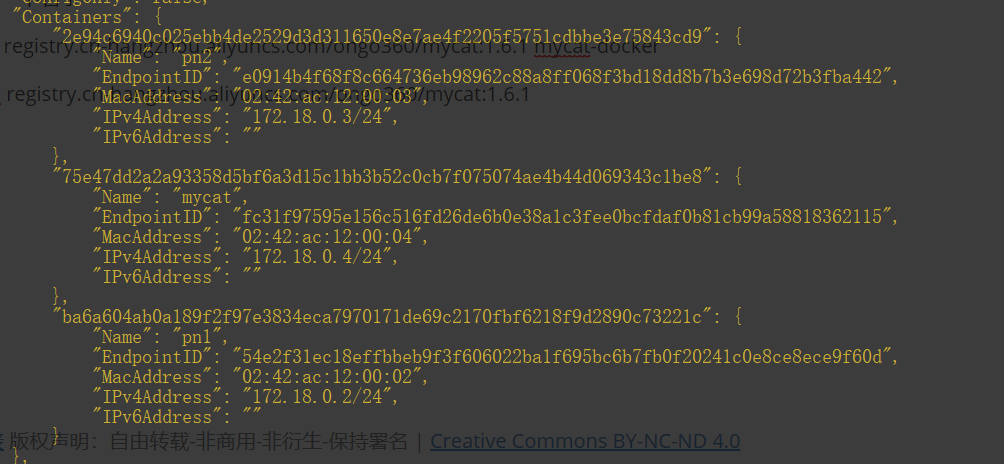 "ConfigOnly": false,
"Containers": {
"2e94c6940c025ebb4de2529d3d311650e8e7ae4f2205f5751cdbbe3e75843cd9": {
registry.cn-hangzhou.aliyuncs.com/ongo360/mycat:1.6.1 mycat-docker
"Name": "pn2",
"EndpointID": "e0914b4f68f8c664736eb98962c88a8ff068f3bd18dd8b7b3e698d72b3fba442",
registry.cn-hangzhou.aliyuncs.com/ongo360/mycat:1.6.1
"MacAddress": "02:42:ac:12:00:03",
"IPv4Address": "172.18.0.3/24",
"IPv6Address": ""
},
"75e47dd2a2a93358d5bf6a3d15c1bb3b52c0cb7f075074ae4b44d069343c1be8": {
"Name": "mycat",
"EndpointID": "fc31f97595e156c516fd26de6b0e38a1c3fee0bcfdaf0b81cb99a58818362115",
"MacAddress": "02:42:ac:12:00:04",
"IPv4Address": "172.18.0.4/24",
"IPv6Address": ""
},
"ba6a604ab0a189f2f97e3834eca7970171de69c2170fbf6218f9d2890c73221c": {
"Name": "pn1",
"EndpointID": "54e2f31ec18effbbeb9f3f606022ba1f695bc6b7fb0f20241c0e8ce8ece9f60d",
"MacAddress": "02:42:ac:12:00:02",
"IPv4Address": "172.18.0.2/24",
"IPv6Address": ""
}
版权声明：自由转载-非商用-非衍生-保持署名 | Creative Commons BY-NC-ND 4.0
},